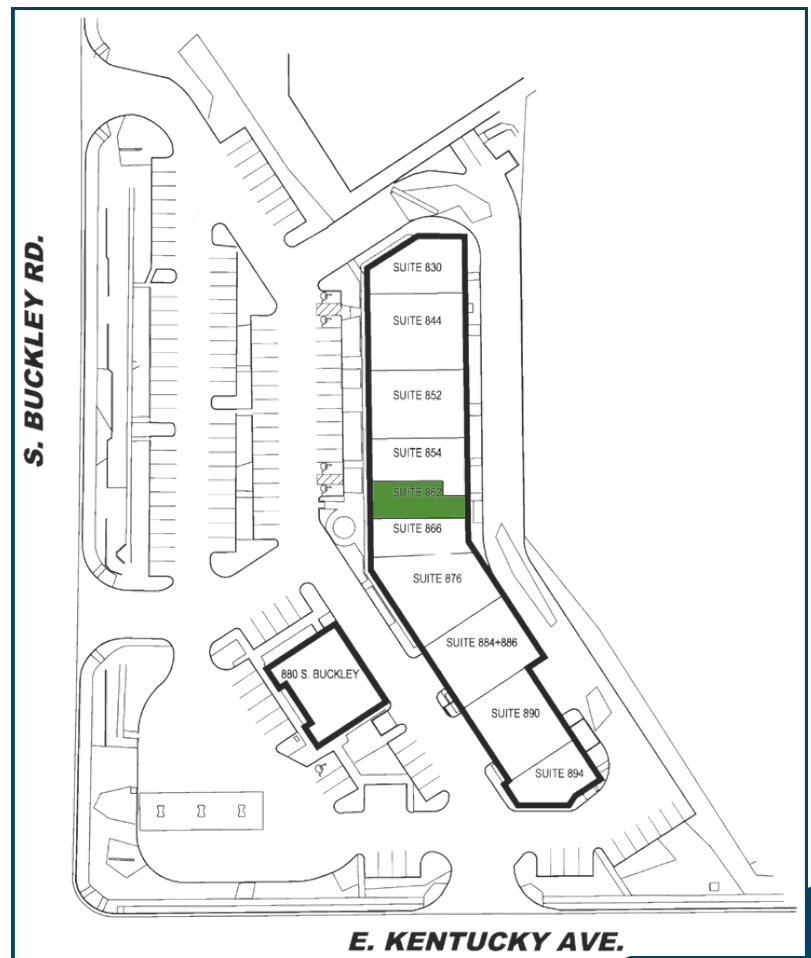 SUITE 830
SUITE 844
S. BUCKLEY RD.
SUITE 852
SUITE 854
SUITE 862
SUITE 866
SUITE 876
SUITE 884+886
880 S. BUCKLEY
SUITE 890
SUITE 894
E. KENTUCKY AVE.